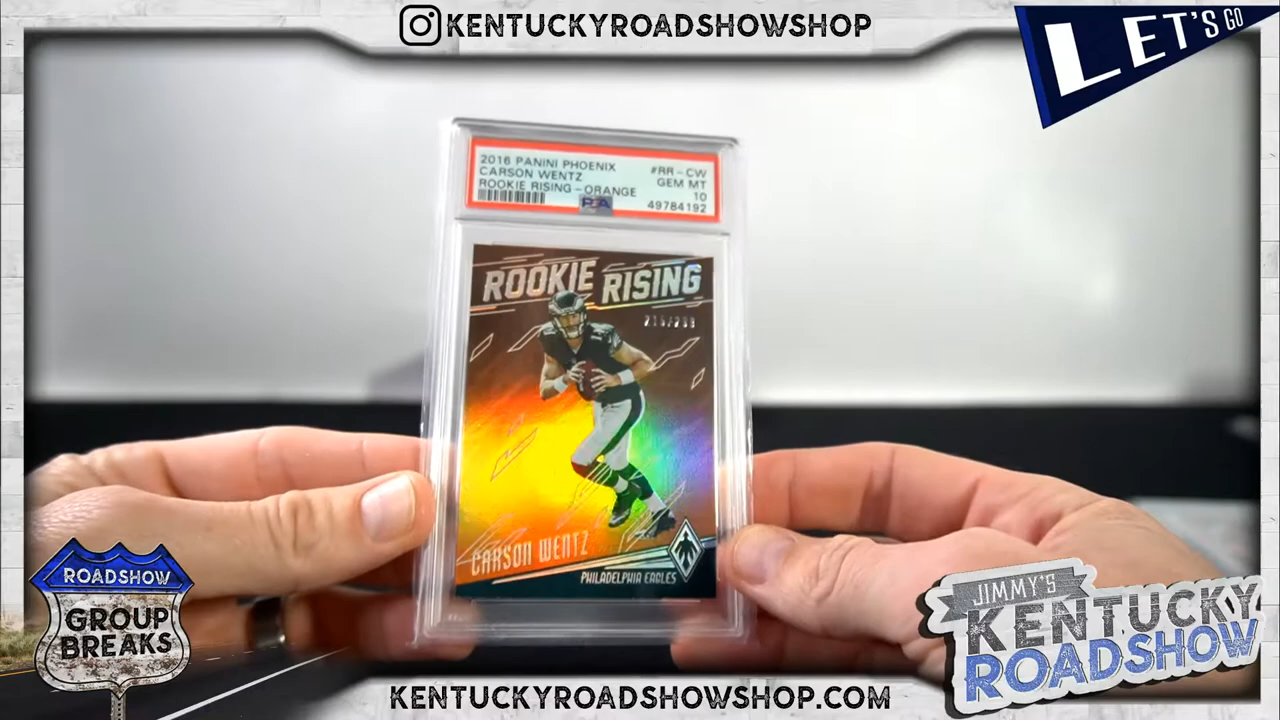 KENTUCKYROADSHOWSHOP
LET'S GO
2016 PANINI PHOENIX
#RR-CW
CARSON WENTZ
GEM MT
ROOKIE RISING-ORANGE
10
PSA
49784192
ROOKIE RISING
CARSON WENTZ
PHILADELPHIA EAGLES
ROADSHOW
GROUP
BREAKS
JIMMY'S
KENTUCKY
ROADSHOW
KENTUCKYROADSHOWSHOP.COM